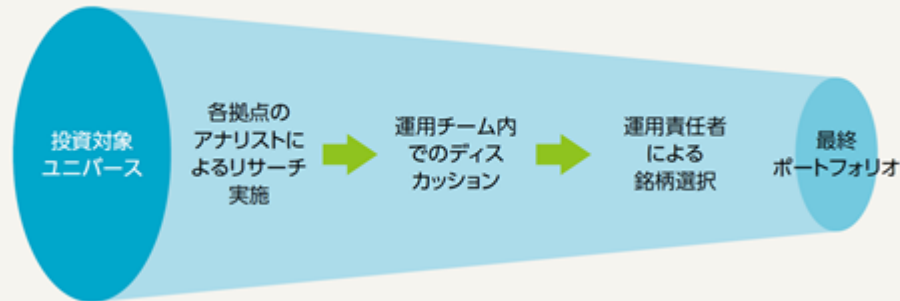 投資対象
ユニバース
各拠点の
アナリストに
よるリサーチ
実施
運用チーム内
でのディス
カッション
運用責任者
による
銘柄選択
最終
ポートフォリオ